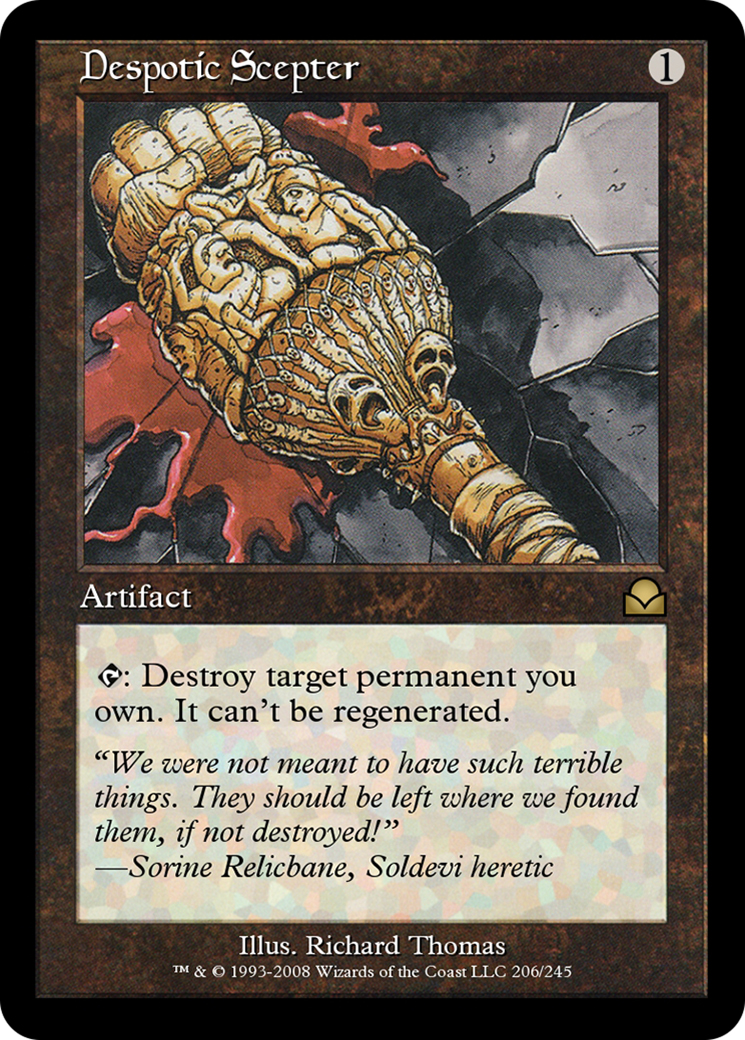 Despotic Scepter 1
Artifact
: Destroy target permanent you
own. It can't be regenerated.
“We were not meant to have such terrible
things. They should be left where we found
them, if not destroyed!”
—Sorine Relicbane, Soldevi heretic
Illus. Richard Thomas
™ & © 1993-2008 Wizards of the Coast LLC 206/245